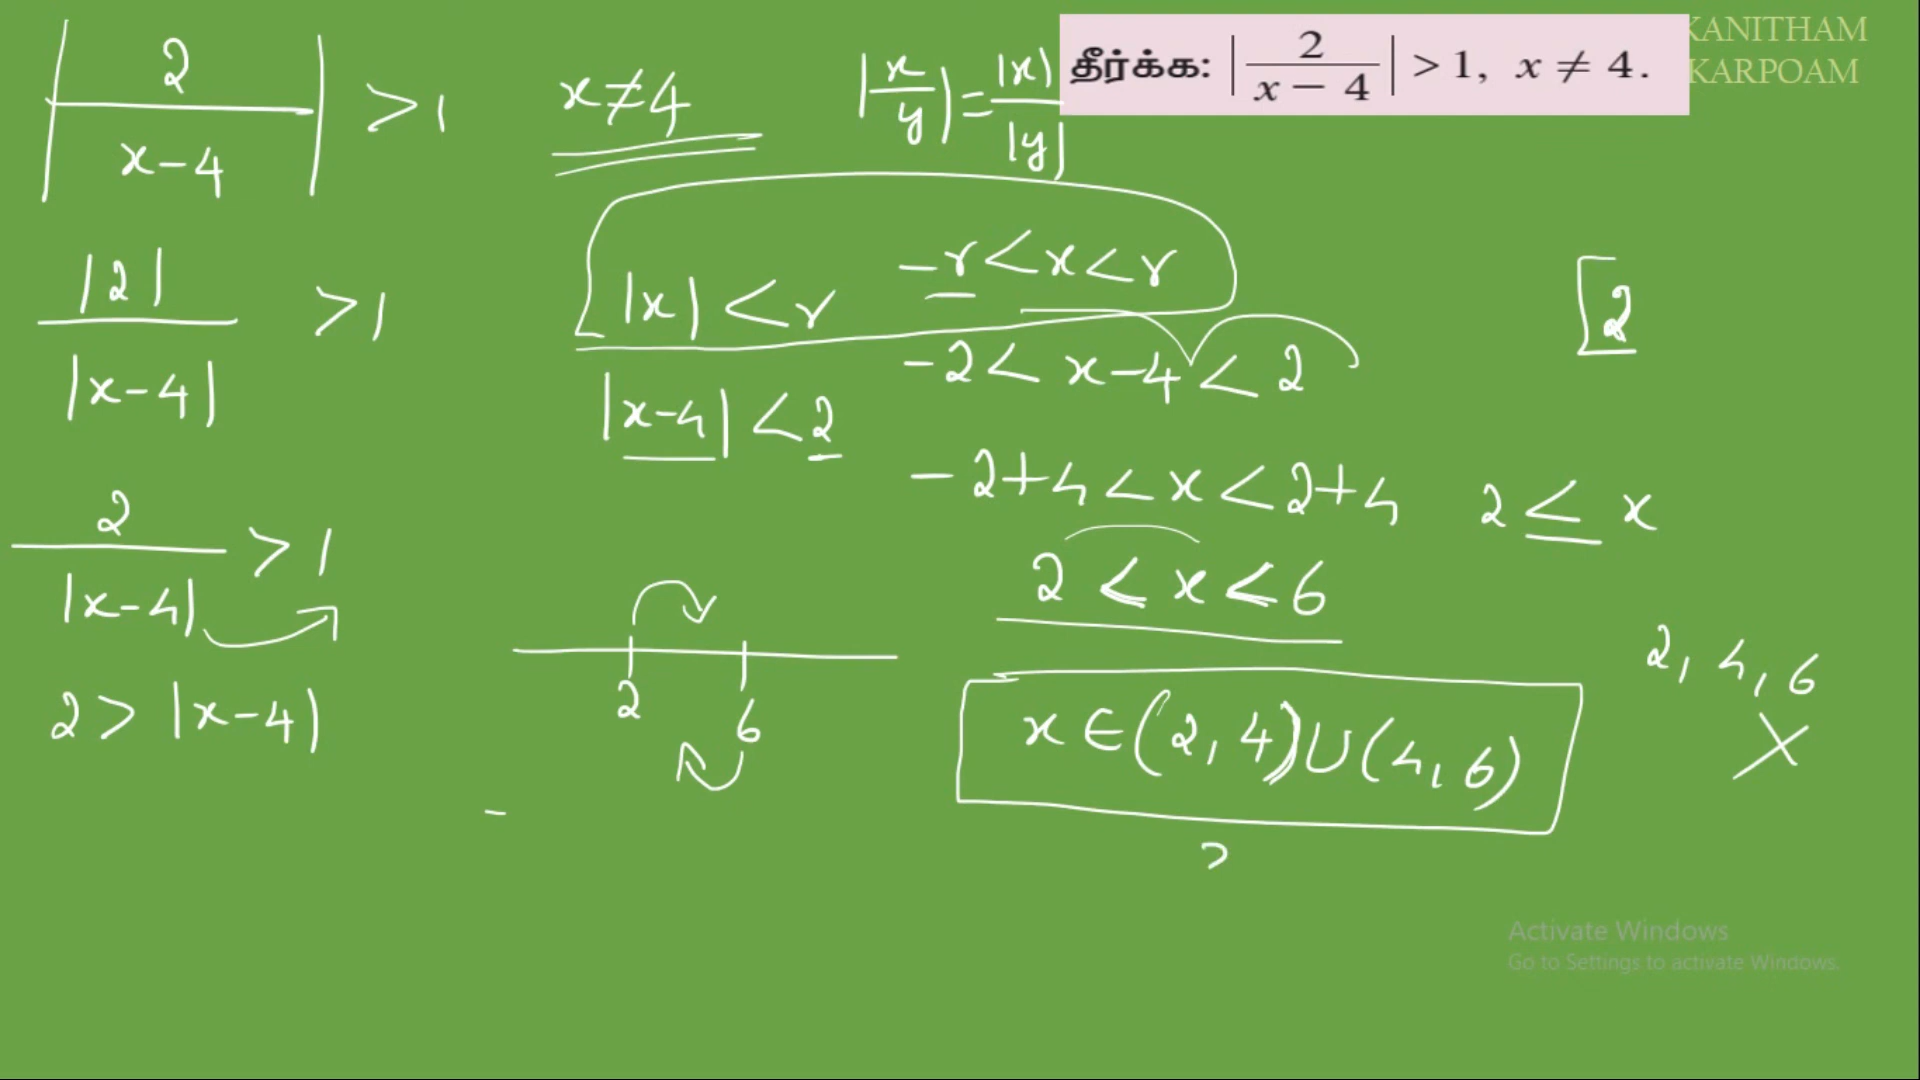 KANITHAM
KARPOAM
தீர்க்க: |2/(x − 4)| > 1, x ≠ 4.
|2/(x−4)| > 1
x ≠ 4
|x/y| = |x|/|y|
|2|/|x−4| > 1
2/|x−4| > 1
2 > |x−4|
|x| < r
−r < x < r
|x−4| < 2
−2 < x−4 < 2
−2+4 < x < 2+4
2 < x < 6
2 6
x ∈ (2, 4) ∪ (4, 6)
[2
2 ≤ x
2, 4, 6
Activate Windows
Go to Settings to activate Windows.